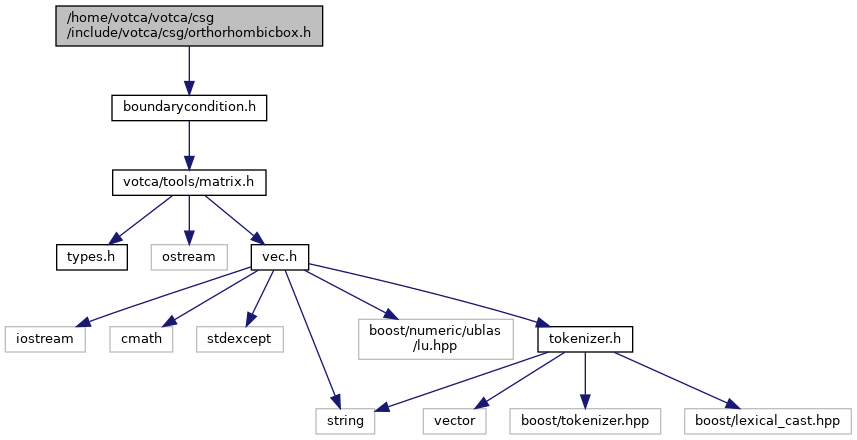 /home/votca/votca/csg
/include/votca/csg/orthorhombicbox.h
boundarycondition.h
votca/tools/matrix.h
types.h
ostream
vec.h
iostream
cmath
stdexcept
boost/numeric/ublas
/lu.hpp
tokenizer.h
string
vector
boost/tokenizer.hpp
boost/lexical_cast.hpp